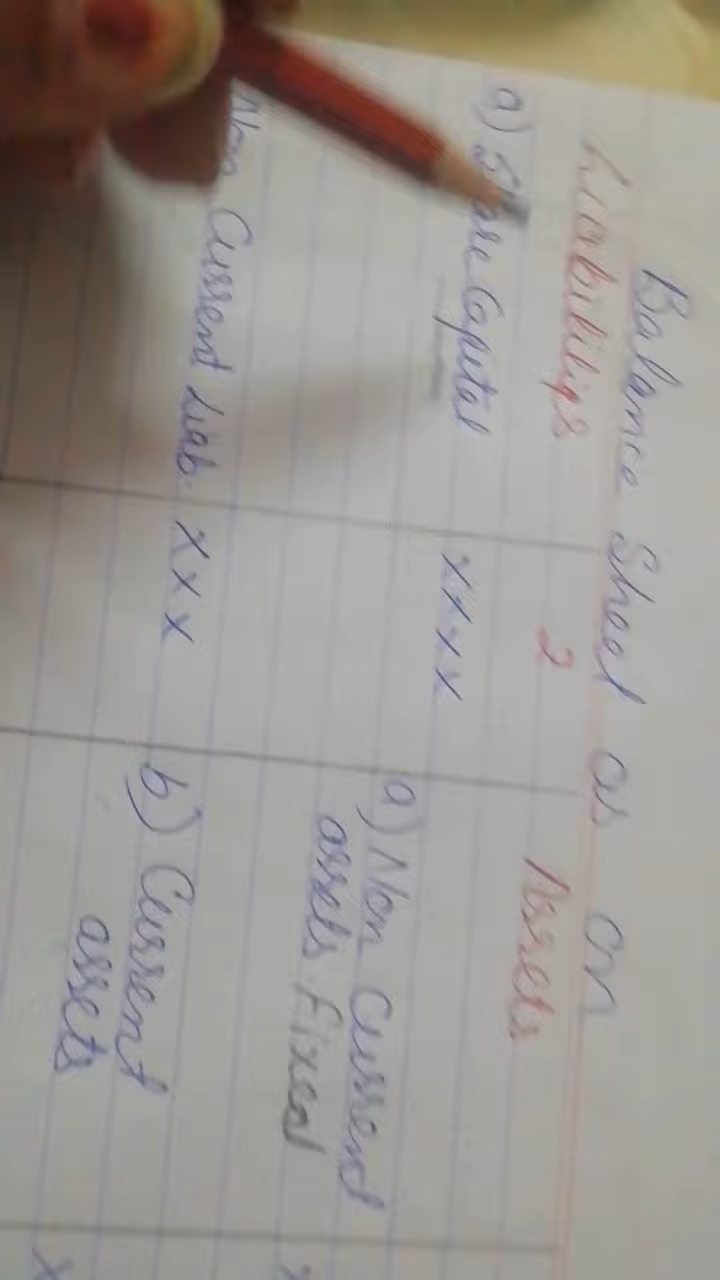 Balance Sheet as on
Liabilities 2 Assets
a) Share Capital xxxx
a) Non Current
assets Fixed
Non Current Liab. xxx
b) Current
assets